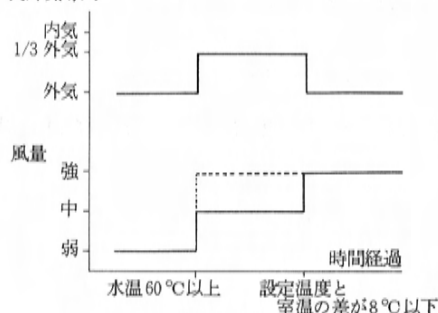 内気
1/3 外気
外気
風量
強
中
弱
時間経過
水温 60 ℃以上
設定温度と
室温の差が8℃以下